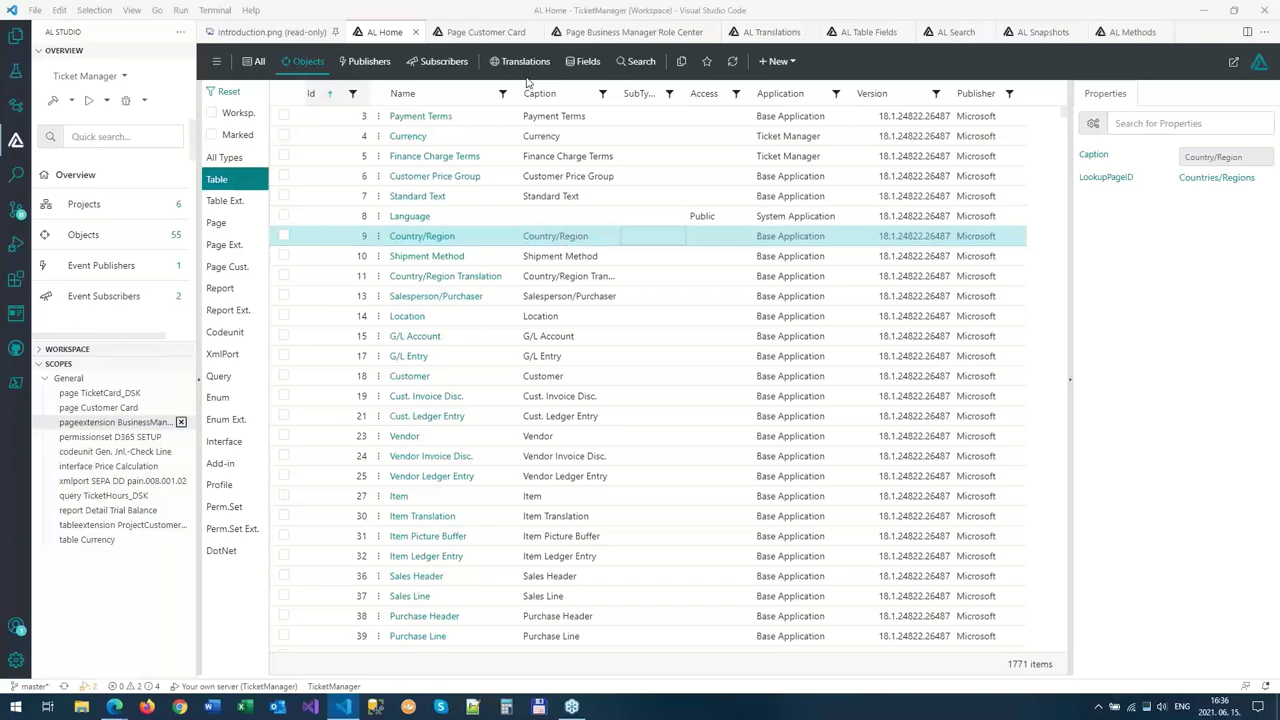 File Edit Selection View Go Run Terminal Help
AL Home - TicketManager (Workspace) - Visual Studio Code
AL STUDIO
introduction.png (read-only)
AL Home
Page Customer Card
Page Business Manager Role Center
AL Translations
AL Table Fields
AL Search
AL Snapshots
AL Methods
OVERVIEW
Ticket Manager
Quick search...
Overview
Projects 6
Objects 55
Event Publishers 1
Event Subscribers 2
WORKSPACE
SCOPES
General
page TicketCard_DSK
page Customer Card
pageextension BusinessMan...
permissionset D365 SETUP
codeunit Gen. Jnl.-Check Line
interface Price Calculation
xmlport SEPA DD pain.008.001.02
query TicketHours_DSK
report Detail Trial Balance
tableextension ProjectCustomer...
table Currency
All Objects Publishers Subscribers Translations Fields Search New
Reset
Worksp.
Marked
All Types
Table
Table Ext.
Page
Page Ext.
Page Cust.
Report
Report Ext.
Codeunit
XmlPort
Query
Enum
Enum Ext.
Interface
Add-in
Profile
Perm.Set
Perm.Set Ext.
DotNet
Id Name Caption SubTy... Access Application Version Publisher
3 Payment Terms Payment Terms Base Application 18.1.24822.26487 Microsoft
4 Currency Currency Ticket Manager 18.1.24822.26487 Microsoft
5 Finance Charge Terms Finance Charge Terms Ticket Manager 18.1.24822.26487 Microsoft
6 Customer Price Group Customer Price Group Base Application 18.1.24822.26487 Microsoft
7 Standard Text Standard Text Base Application 18.1.24822.26487 Microsoft
8 Language Public System Application 18.1.24822.26487 Microsoft
9 Country/Region Country/Region Base Application 18.1.24822.26487 Microsoft
10 Shipment Method Shipment Method Base Application 18.1.24822.26487 Microsoft
11 Country/Region Translation Country/Region Tran... Base Application 18.1.24822.26487 Microsoft
13 Salesperson/Purchaser Salesperson/Purchaser Base Application 18.1.24822.26487 Microsoft
14 Location Location Base Application 18.1.24822.26487 Microsoft
15 G/L Account G/L Account Base Application 18.1.24822.26487 Microsoft
17 G/L Entry G/L Entry Base Application 18.1.24822.26487 Microsoft
18 Customer Customer Base Application 18.1.24822.26487 Microsoft
19 Cust. Invoice Disc. Cust. Invoice Disc. Base Application 18.1.24822.26487 Microsoft
21 Cust. Ledger Entry Cust. Ledger Entry Base Application 18.1.24822.26487 Microsoft
23 Vendor Vendor Base Application 18.1.24822.26487 Microsoft
24 Vendor Invoice Disc. Vendor Invoice Disc. Base Application 18.1.24822.26487 Microsoft
25 Vendor Ledger Entry Vendor Ledger Entry Base Application 18.1.24822.26487 Microsoft
27 Item Item Base Application 18.1.24822.26487 Microsoft
30 Item Translation Item Translation Base Application 18.1.24822.26487 Microsoft
31 Item Picture Buffer Item Picture Buffer Base Application 18.1.24822.26487 Microsoft
32 Item Ledger Entry Item Ledger Entry Base Application 18.1.24822.26487 Microsoft
36 Sales Header Sales Header Base Application 18.1.24822.26487 Microsoft
37 Sales Line Sales Line Base Application 18.1.24822.26487 Microsoft
38 Purchase Header Purchase Header Base Application 18.1.24822.26487 Microsoft
39 Purchase Line Purchase Line Base Application 18.1.24822.26487 Microsoft
1771 items
Properties
Search for Properties
Caption Country/Region
LookupPageID Countries/Regions
master* 2 0 2 4 Your own server (TicketManager) TicketManager
ENG
16:36
2021. 06. 15.